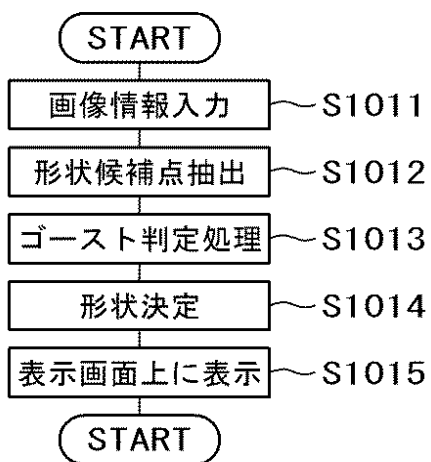 START
画像情報入力 S1011
形状候補点抽出 S1012
ゴースト判定処理 S1013
形状決定 S1014
表示画面上に表示 S1015
START